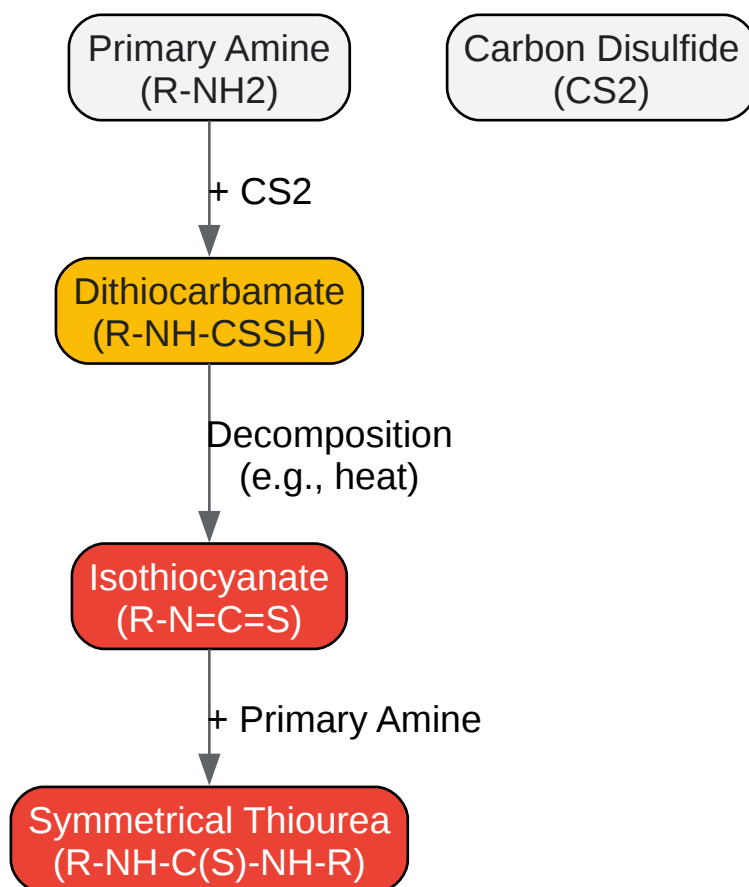 Primary Amine
(R-NH2)
Carbon Disulfide
(CS2)
+ CS2
Dithiocarbamate
(R-NH-CSSH)
Decomposition
(e.g., heat)
Isothiocyanate
(R-N=C=S)
+ Primary Amine
Symmetrical Thiourea
(R-NH-C(S)-NH-R)